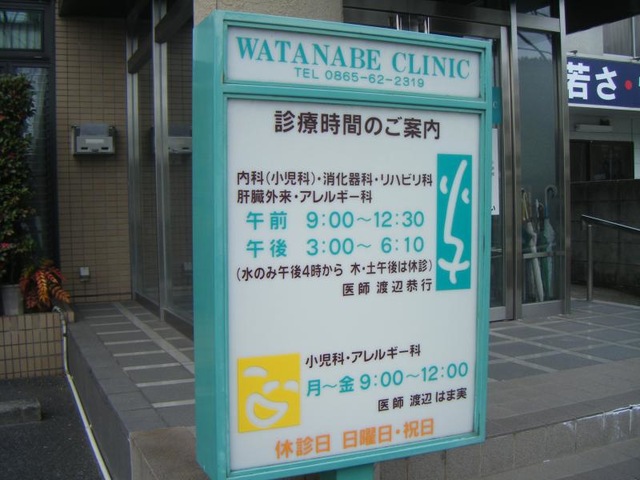 WATANABE CLINIC
TEL 0865-62-2319
診療時間のご案内
内科(小児科)・消化器科・リハビリ科
肝臓外来・アレルギー科
午前 9:00〜12:30
午後 3:00〜 6:10
(水のみ午後4時から 木・土午後は休診)
医師 渡辺恭行
小児科・アレルギー科
月〜金 9:00〜12:00
医師 渡辺 はま実
休診日 日曜日・祝日
若さ・